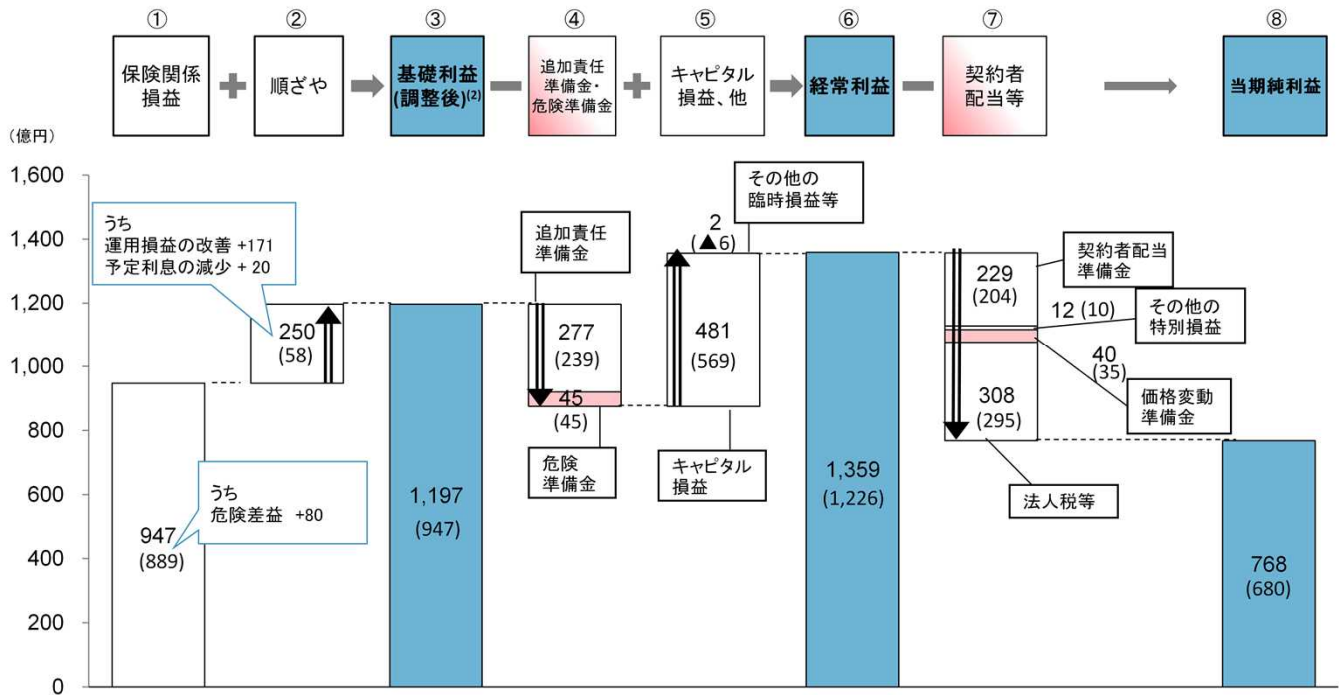 ①
②
③
④
⑤
⑥
⑦
⑧
保険関係
損益
順ざや
基礎利益
(調整後)(2)
追加責任
準備金・
危険準備金
キャピタル
損益、他
経常利益
契約者
配当等
当期純利益
(億円)
1,600
1,400
1,200
1,000
800
600
400
200
0
うち
運用損益の改善 +171
予定利息の減少 + 20
250
(58)
947
(889)
うち
危険差益 +80
1,197
(947)
追加責任
準備金
277
(239)
45
(45)
危険
準備金
その他の
臨時損益等
2
(▲6)
481
(569)
キャピタル
損益
1,359
(1,226)
229
(204)
契約者配当
準備金
12 (10)
その他の
特別損益
40
(35)
価格変動
準備金
308
(295)
法人税等
768
(680)